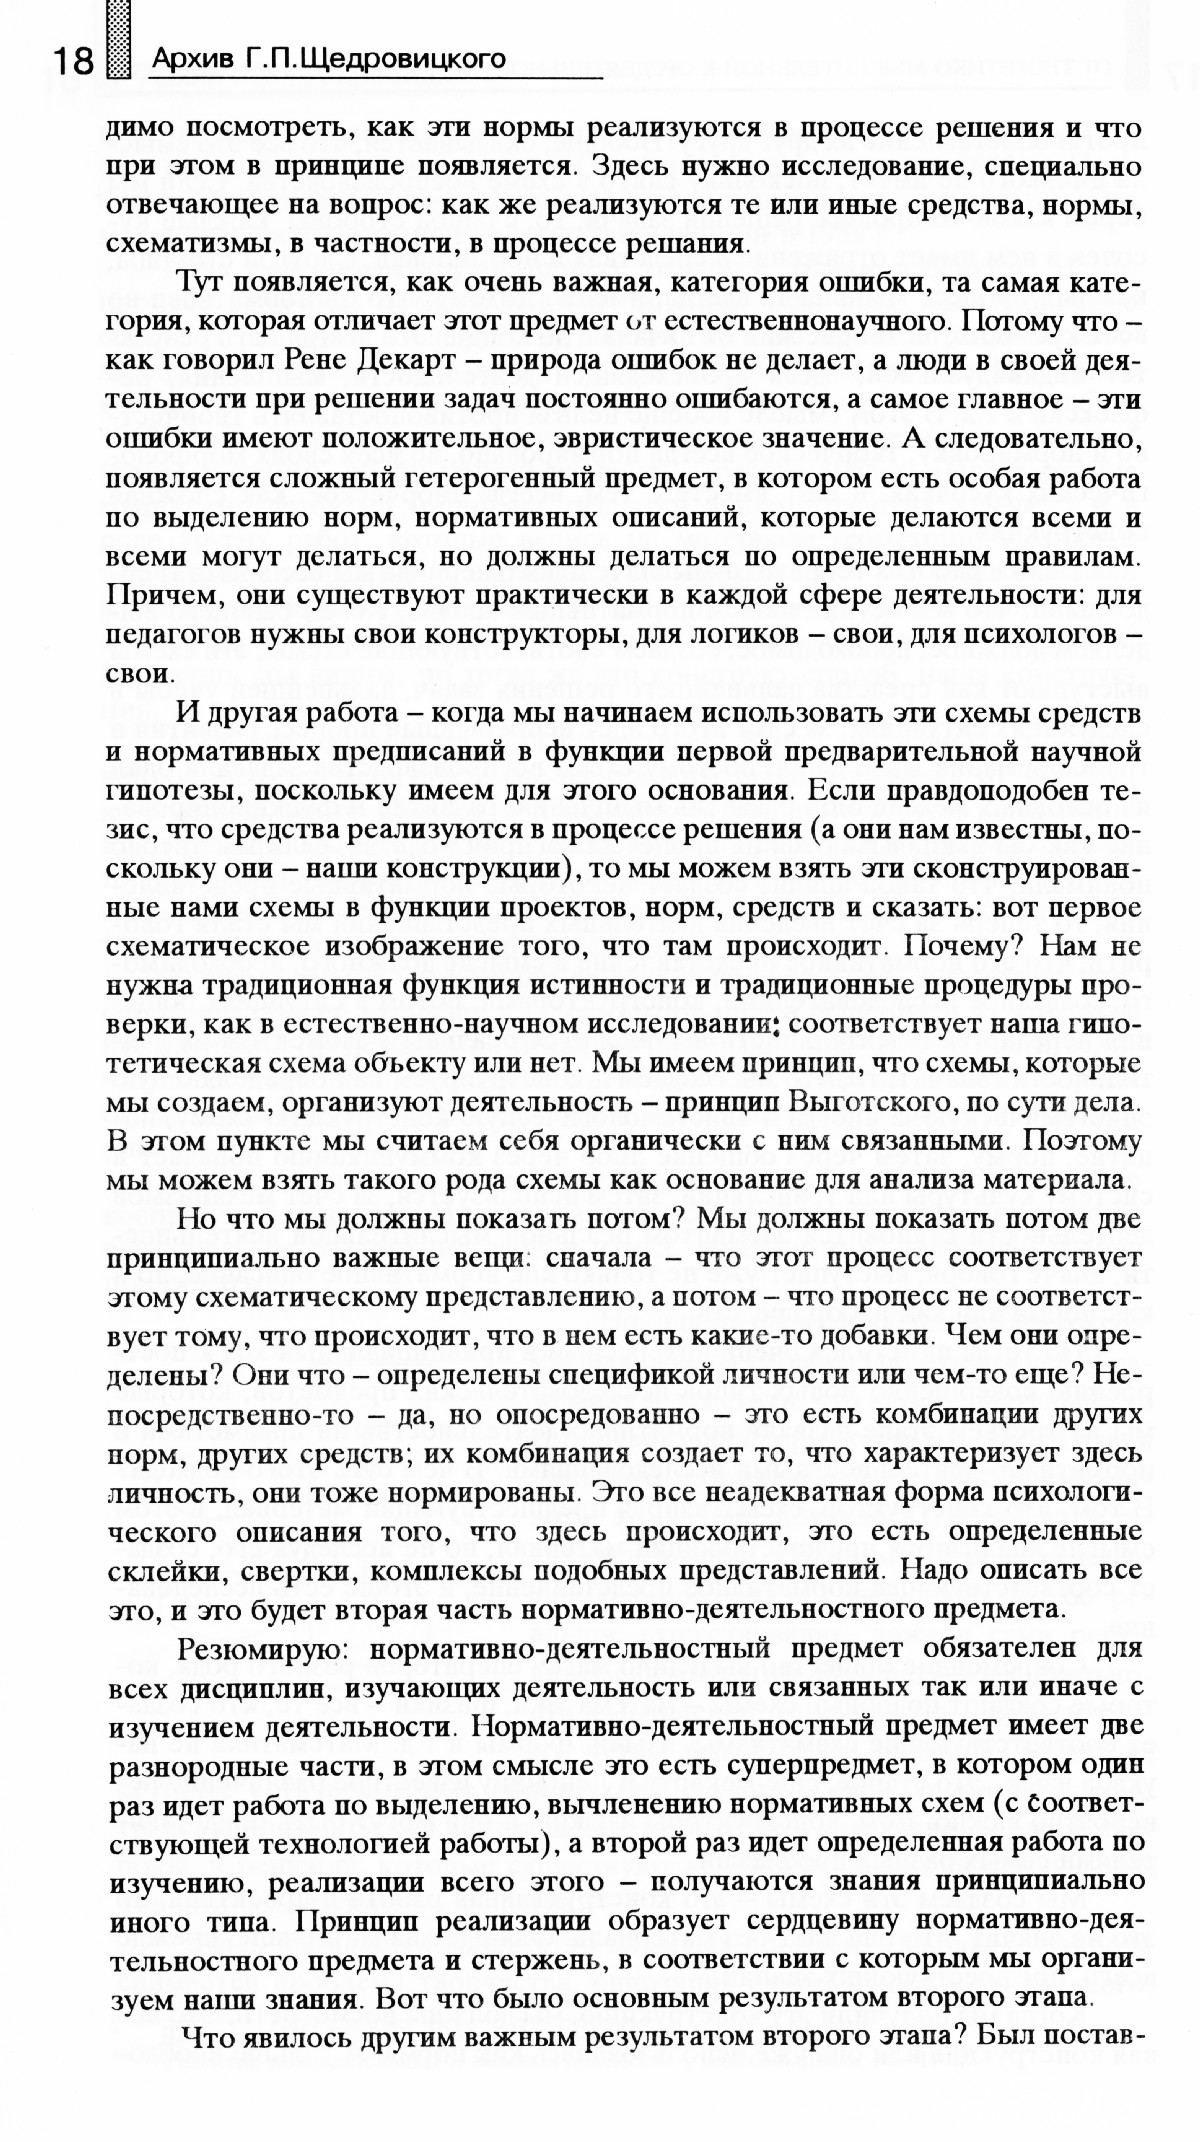 18
Архив Г.П.Щедровицкого
димо посмотреть, как эти нормы реализуются в процессе решения и что
при этом в принципе появляется. Здесь нужно исследование, специально
отвечающее на вопрос: как же реализуются те или иные средства, нормы,
схематизмы, в частности, в процессе решания.
Тут появляется, как очень важная, категория ошибки, та самая кате-
гория, которая отличает этот предмет от естественнонаучного. Потому что –
как говорил Рене Декарт – природа ошибок не делает, а люди в своей дея-
тельности при решении задач постоянно ошибаются, а самое главное – эти
ошибки имеют положительное, эвристическое значение. А следовательно,
появляется сложный гетерогенный предмет, в котором есть особая работа
по выделению норм, нормативных описаний, которые делаются всеми и
всеми могут делаться, но должны делаться по определенным правилам.
Причем, они существуют практически в каждой сфере деятельности: для
педагогов нужны свои конструкторы, для логиков – свои, для психологов –
свои.
И другая работа – когда мы начинаем использовать эти схемы средств
и нормативных предписаний в функции первой предварительной научной
гипотезы, поскольку имеем для этого основания. Если правдоподобен те-
зис, что средства реализуются в процессе решения (а они нам известны, по-
скольку они – наши конструкции), то мы можем взять эти сконструирован-
ные нами схемы в функции проектов, норм, средств и сказать: вот первое
схематическое изображение того, что там происходит. Почему? Нам не
нужна традиционная функция истинности и традиционные процедуры про-
верки, как в естественно-научном исследовании: соответствует наша гипо-
тетическая схема объекту или нет. Мы имеем принцип, что схемы, которые
мы создаем, организуют деятельность – принцип Выготского, по сути дела.
В этом пункте мы считаем себя органически с ним связанными. Поэтому
мы можем взять такого рода схемы как основание для анализа материала.
Но что мы должны показать потом? Мы должны показать потом две
принципиально важные вещи: сначала – что этот процесс соответствует
этому схематическому представлению, а потом – что процесс не соответст-
вует тому, что происходит, что в нем есть какие-то добавки. Чем они опре-
делены? Они что – определены спецификой личности или чем-то еще? Не-
посредственно-то – да, но опосредованно – это есть комбинации других
норм, других средств; их комбинация создает то, что характеризует здесь
личность, они тоже нормированы. Это все неадекватная форма психологи-
ческого описания того, что здесь происходит, это есть определенные
склейки, свертки, комплексы подобных представлений. Надо описать все
это, и это будет вторая часть нормативно-деятельностного предмета.
Резюмирую: нормативно-деятельностный предмет обязателен для
всех дисциплин, изучающих деятельность или связанных так или иначе с
изучением деятельности. Нормативно-деятельностный предмет имеет две
разнородные части, в этом смысле это есть суперпредмет, в котором один
раз идет работа по выделению, вычленению нормативных схем (с соответ-
ствующей технологией работы), а второй раз идет определенная работа по
изучению, реализации всего этого – получаются знания принципиально
иного типа. Принцип реализации образует сердцевину нормативно-дея-
тельностного предмета и стержень, в соответствии с которым мы органи-
зуем наши знания. Вот что было основным результатом второго этапа.
Что явилось другим важным результатом второго этапа? Был постав-